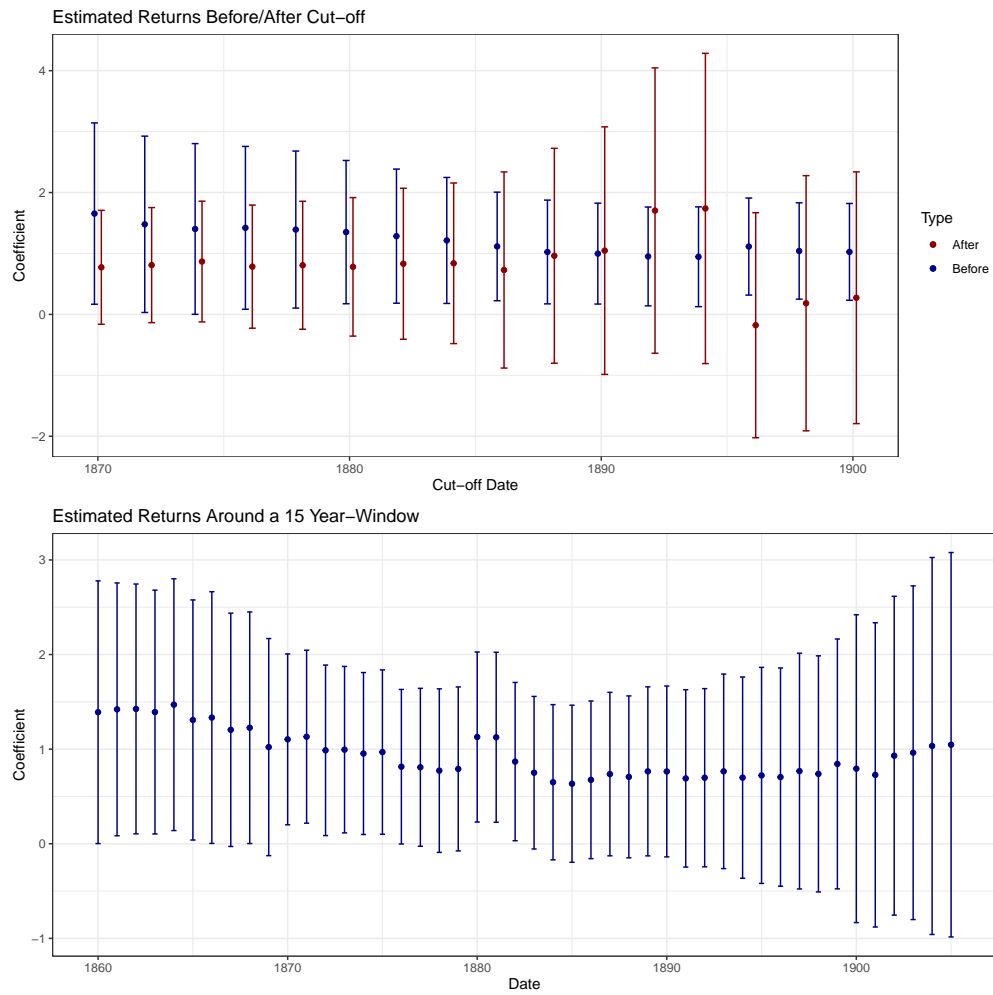 Estimated Returns Before/After Cut−off
4
2
0
−2
Coefficient
1870 1880 1890 1900
Cut−off Date
Type
After
Before
Estimated Returns Around a 15 Year−Window
3
2
1
0
−1
Coefficient
1860 1870 1880 1890 1900
Date